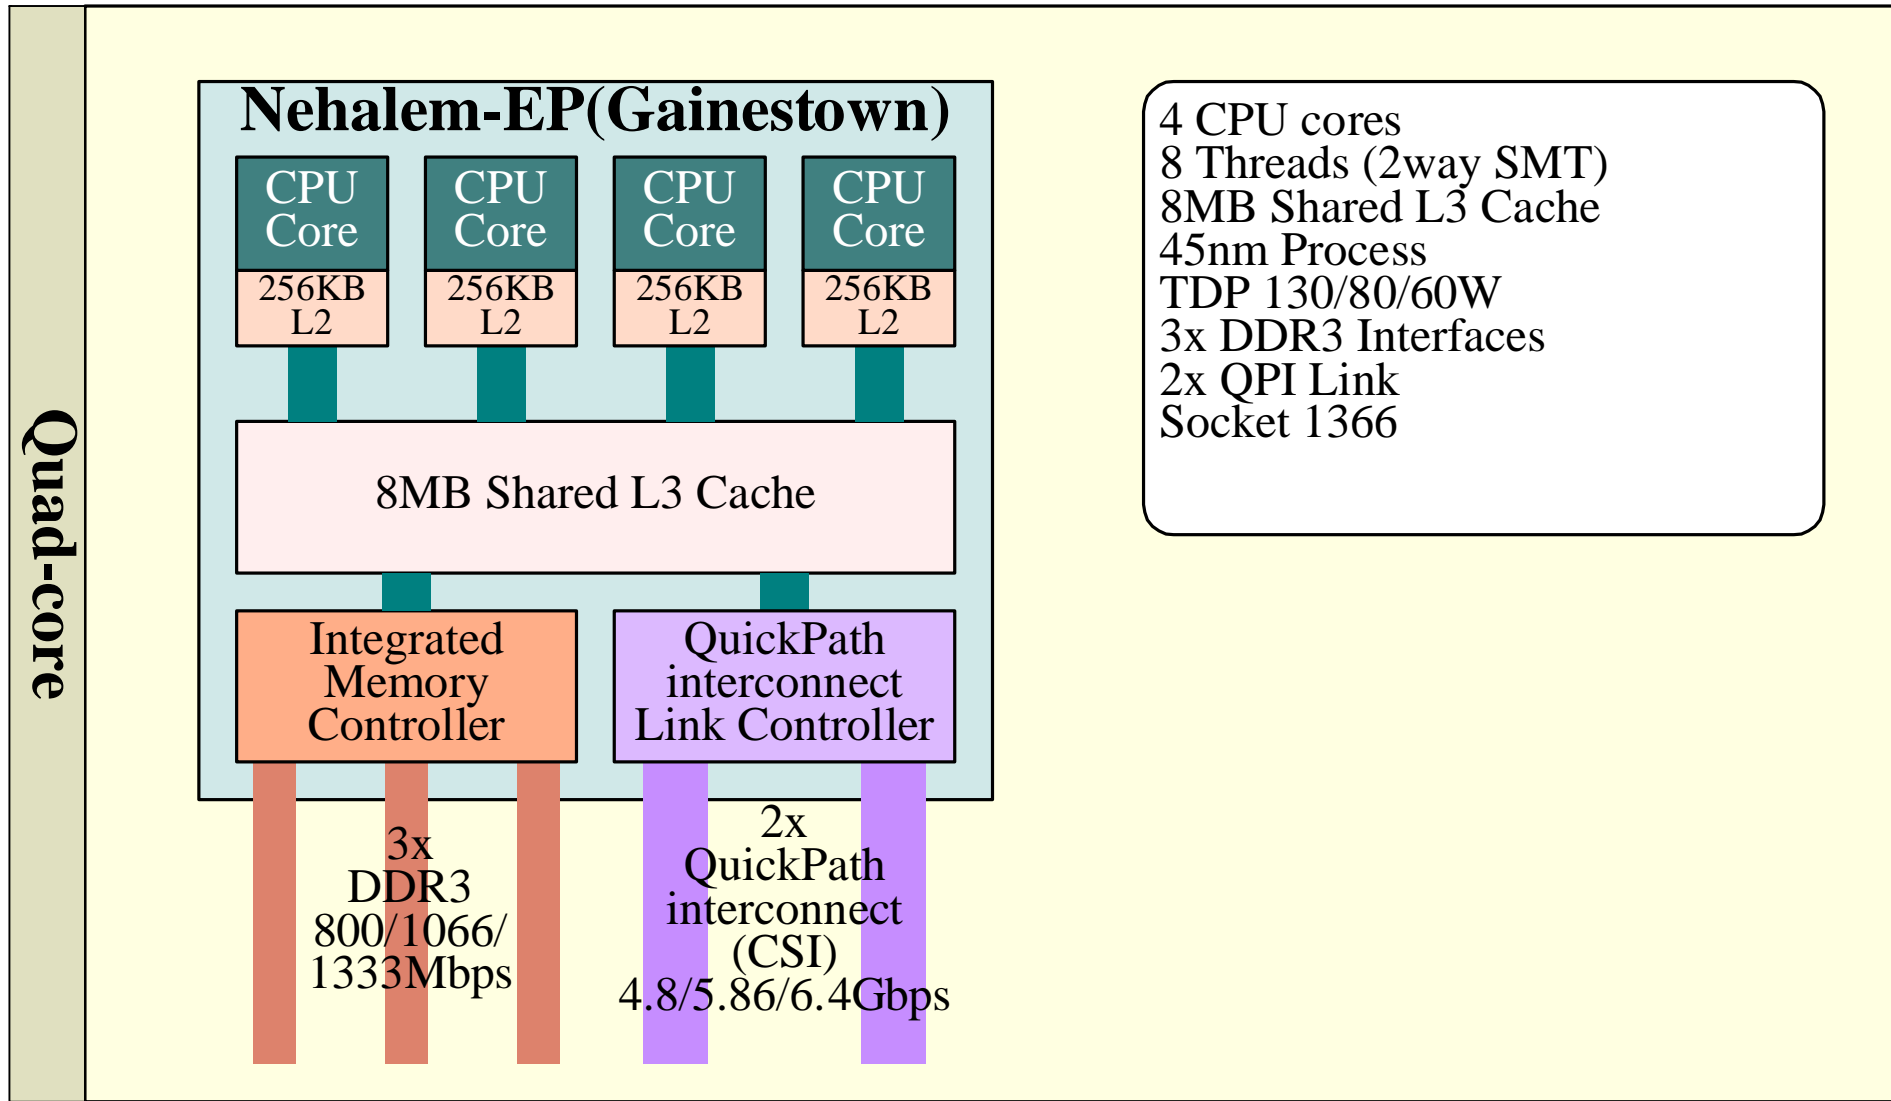 Quad-core
Nehalem-EP(Gainestown)
CPU
Core
256KB
L2
CPU
Core
256KB
L2
CPU
Core
256KB
L2
CPU
Core
256KB
L2
8MB Shared L3 Cache
Integrated
Memory
Controller
QuickPath
interconnect
Link Controller
3x
DDR3
800/1066/
1333Mbps
2x
QuickPath
interconnect
(CSI)
4.8/5.86/6.4Gbps
4 CPU cores
8 Threads (2way SMT)
8MB Shared L3 Cache
45nm Process
TDP 130/80/60W
3x DDR3 Interfaces
2x QPI Link
Socket 1366